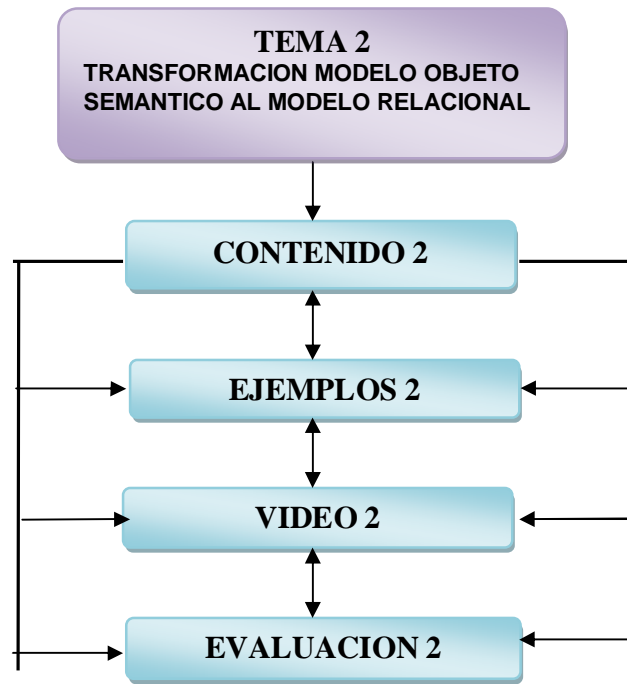 TEMA 2
TRANSFORMACION MODELO OBJETO
SEMANTICO AL MODELO RELACIONAL
CONTENIDO 2
EJEMPLOS 2
VIDEO 2
EVALUACION 2